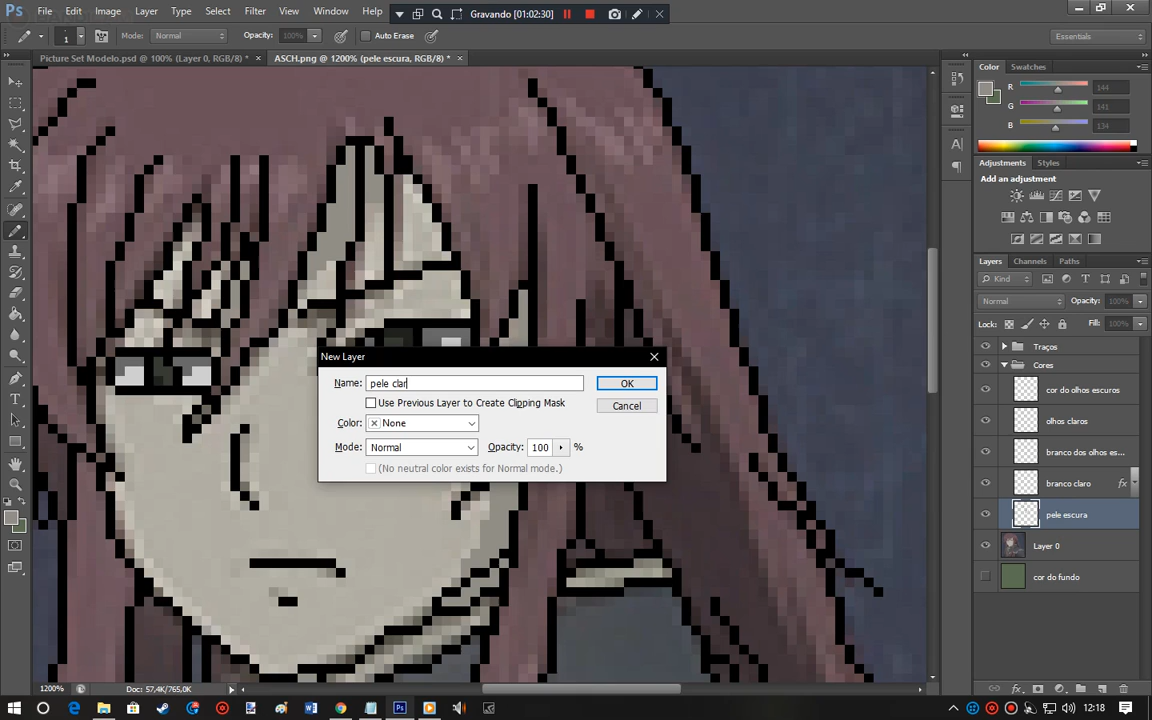 Ps File Edit Image Layer Type Select Filter View Window Help Gravando [01:02:30]
1 Mode: Normal Opacity: 100% Auto Erase Essentials
Picture Set Modelo.psd @ 100% (Layer 0, RGB/8) * × ASCH.png @ 1200% (pele escura, RGB/8) * ×
Color Swatches
R 144
G 141
B 134
Adjustments Styles
Add an adjustment
Layers Channels Paths
Kind
Normal Opacity: 100%
Lock: Fill: 100%
Traços
Cores
cor do olhos escuros
olhos claros
branco dos olhos es...
branco claro fx
pele escura
Layer 0
cor do fundo
New Layer
Name: pele clar OK
Use Previous Layer to Create Clipping Mask Cancel
Color: None
Mode: Normal Opacity: 100 %
(No neutral color exists for Normal mode.)
1200% Doc: 57,4K/765,0K
12:18